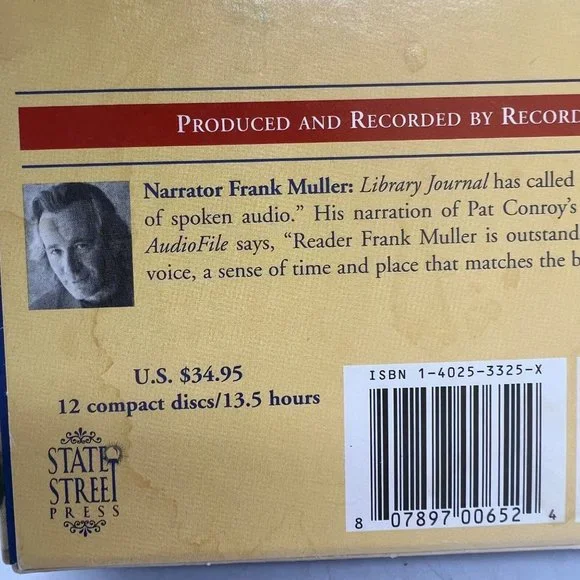 PRODUCED AND RECORDED BY RECORD
Narrator Frank Muller: Library Journal has called
of spoken audio.” His narration of Pat Conroy’s
AudioFile says, “Reader Frank Muller is outstand
voice, a sense of time and place that matches the b
U.S. $34.95
12 compact discs/13.5 hours
STATE
STREET
PRESS
ISBN 1-4025-3325-X
8 07897 00652 4